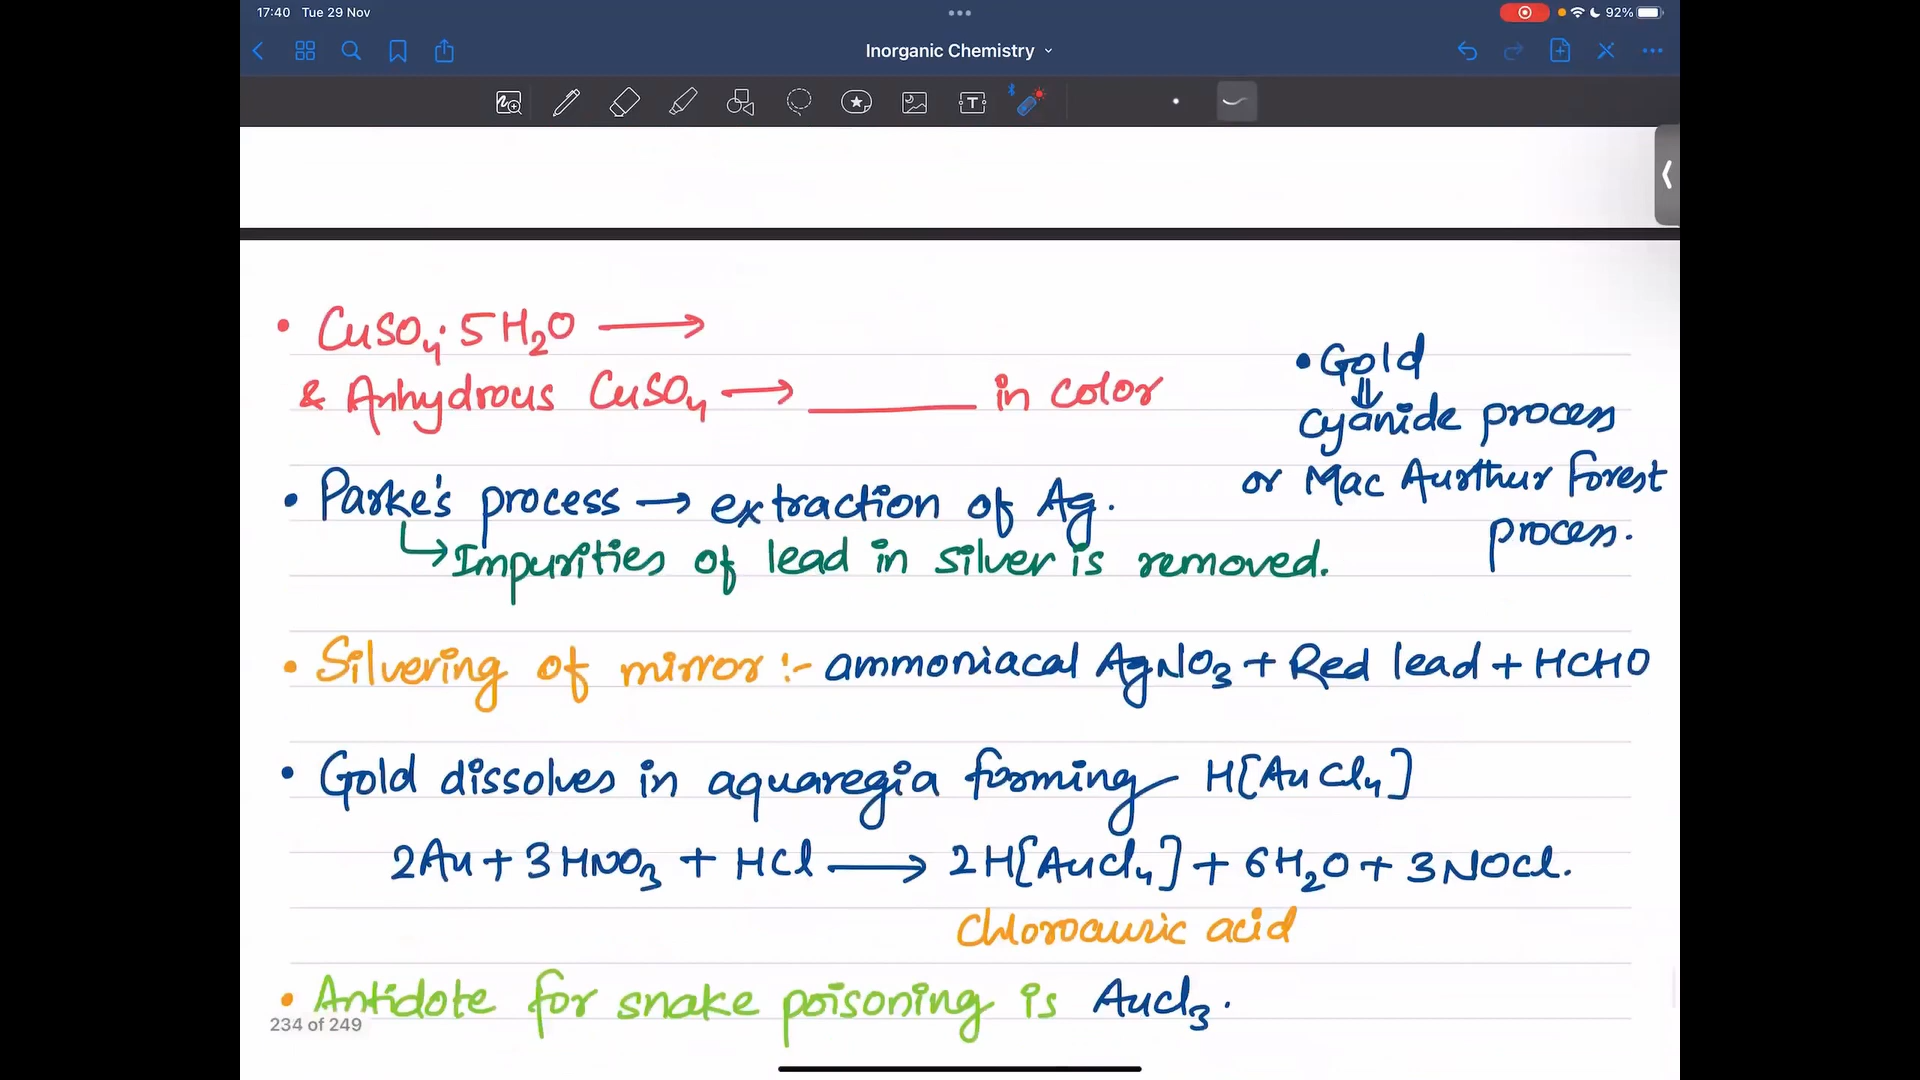 17:40 Tue 29 Nov
92%
Inorganic Chemistry
• CuSO₄·5H₂O →
& Anhydrous CuSO₄ → ______ in color
• Gold
⇓
Cyanide process
or Mac Aurthur Forest
process.
• Parke's process → extraction of Ag.
↳ Impurities of lead in silver is removed.
• Silvering of mirror :- ammoniacal AgNO₃ + Red lead + HCHO
• Gold dissolves in aquaregia forming H[AuCl₄]
2Au + 3HNO₃ + HCl → 2H[AuCl₄] + 6H₂O + 3NOCl.
Chloroauric acid
• Antidote for snake poisoning is AuCl₃.
234 of 249